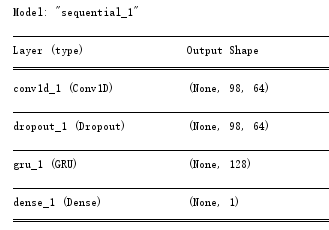 Model: "sequential_1"
Layer (type) Output Shape
conv1d_1 (Conv1D) (None, 98, 64)
dropout_1 (Dropout) (None, 98, 64)
gru_1 (GRU) (None, 128)
dense_1 (Dense) (None, 1)